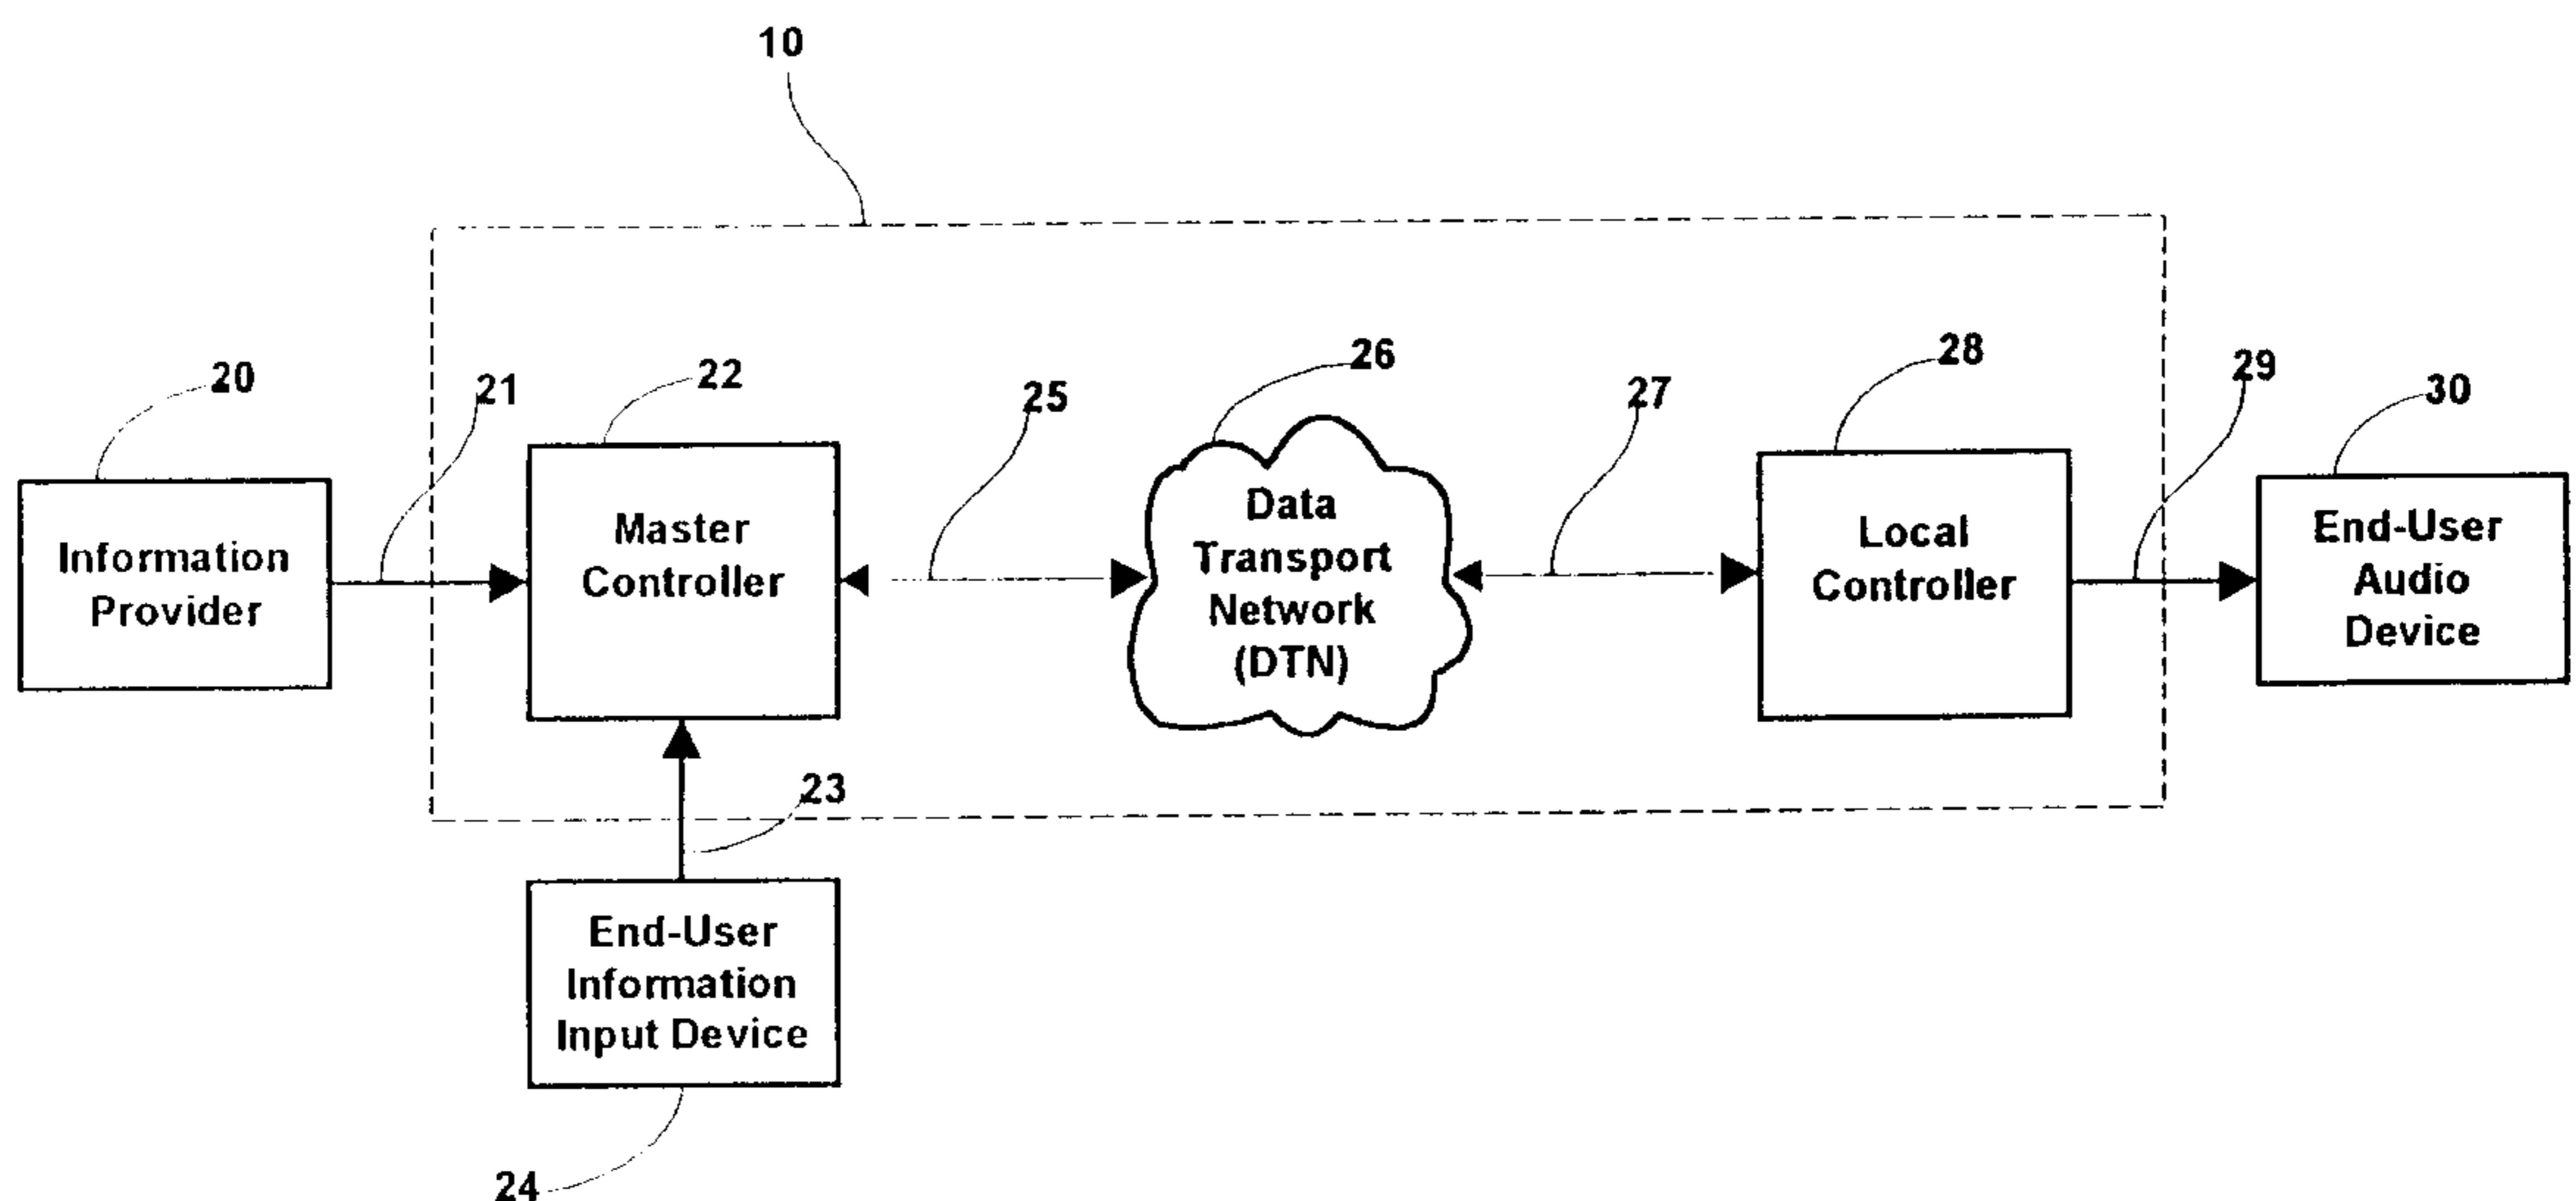 10
20
21
22
25
26
27
28
29
30
Information
Provider
Master
Controller
Data
Transport
Network
(DTN)
Local
Controller
End-User
Audio
Device
23
End-User
Information
Input Device
24